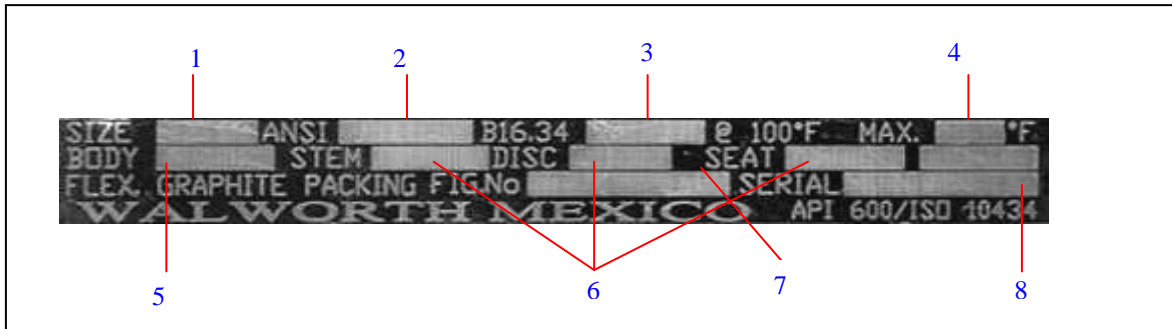 1 2 3 4
SIZE ANSI B16.34 @ 100°F MAX. °F
BODY STEM DISC SEAT
FLEX. GRAPHITE PACKING FIG.No SERIAL
WALWORTH MEXICO API 600/ISO 10434
5 6 7 8